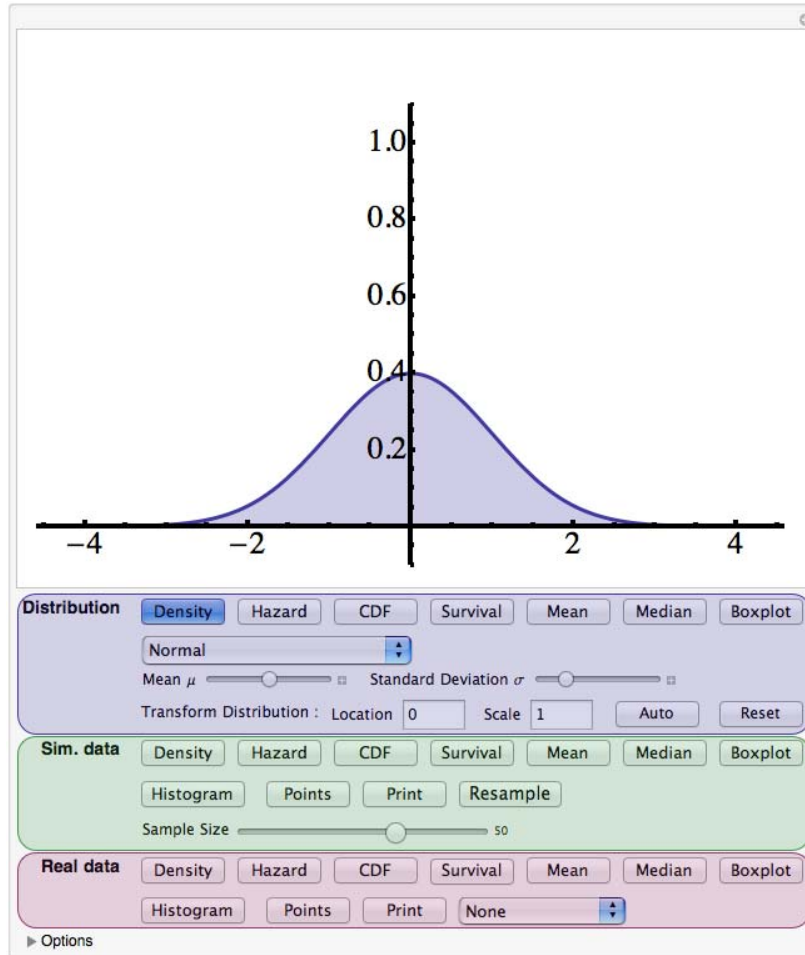 1.0
0.8
0.6
0.4
0.2
−4 −2 2 4
Distribution Density Hazard CDF Survival Mean Median Boxplot
Normal
Mean μ Standard Deviation σ
Transform Distribution : Location 0 Scale 1 Auto Reset
Sim. data Density Hazard CDF Survival Mean Median Boxplot
Histogram Points Print Resample
Sample Size 50
Real data Density Hazard CDF Survival Mean Median Boxplot
Histogram Points Print None
Options